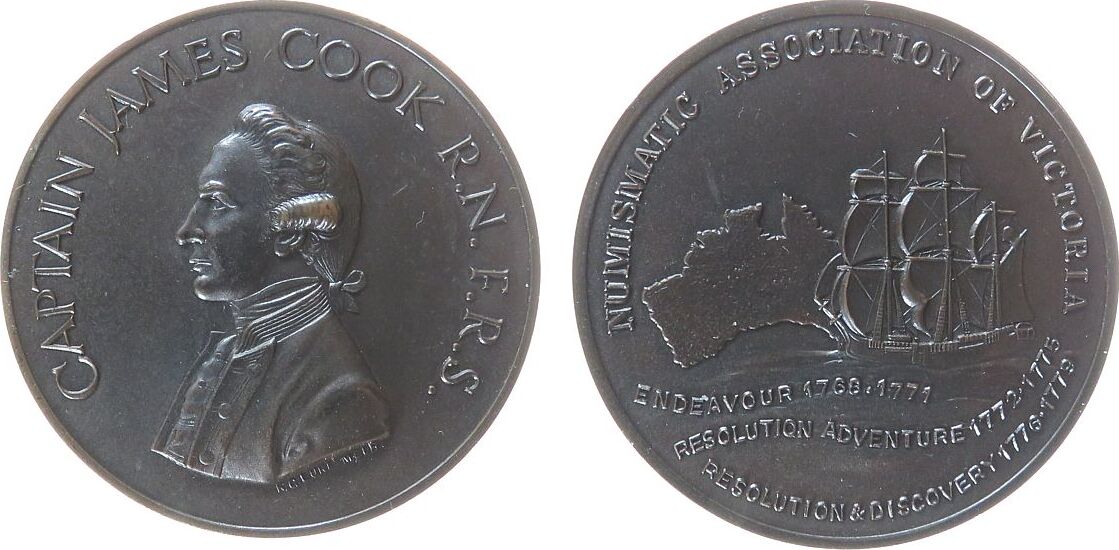 CAPTAIN JAMES COOK R.N. F.R.S.
NUMISMATIC ASSOCIATION OF VICTORIA
ENDEAVOUR 1768·1771
RESOLUTION ADVENTURE 1772·1775
RESOLUTION & DISCOVERY 1776·1779